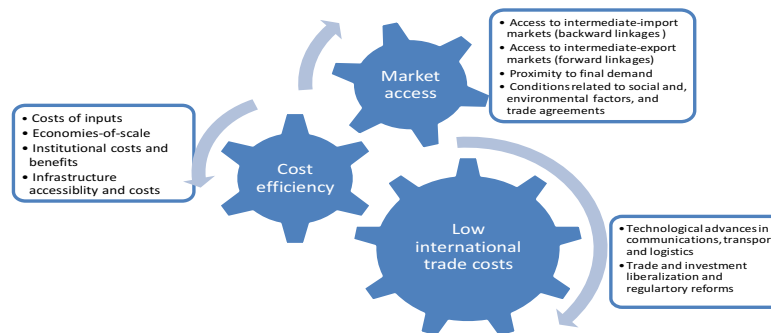 • Access to intermediate-import
markets (backward linkages )
• Access to intermediate-export
markets (forward linkages)
• Proximity to final demand
• Conditions related to social and,
environmental factors, and
trade agreements
Market
access
• Costs of inputs
• Economies-of-scale
• Institutional costs and
benefits
• Infrastructure
accessiblity and costs
Cost
efficiency
Low
international
trade costs
• Technological advances in
communications, transpor
and logistics
• Trade and investment
liberalization and
regulartory reforms